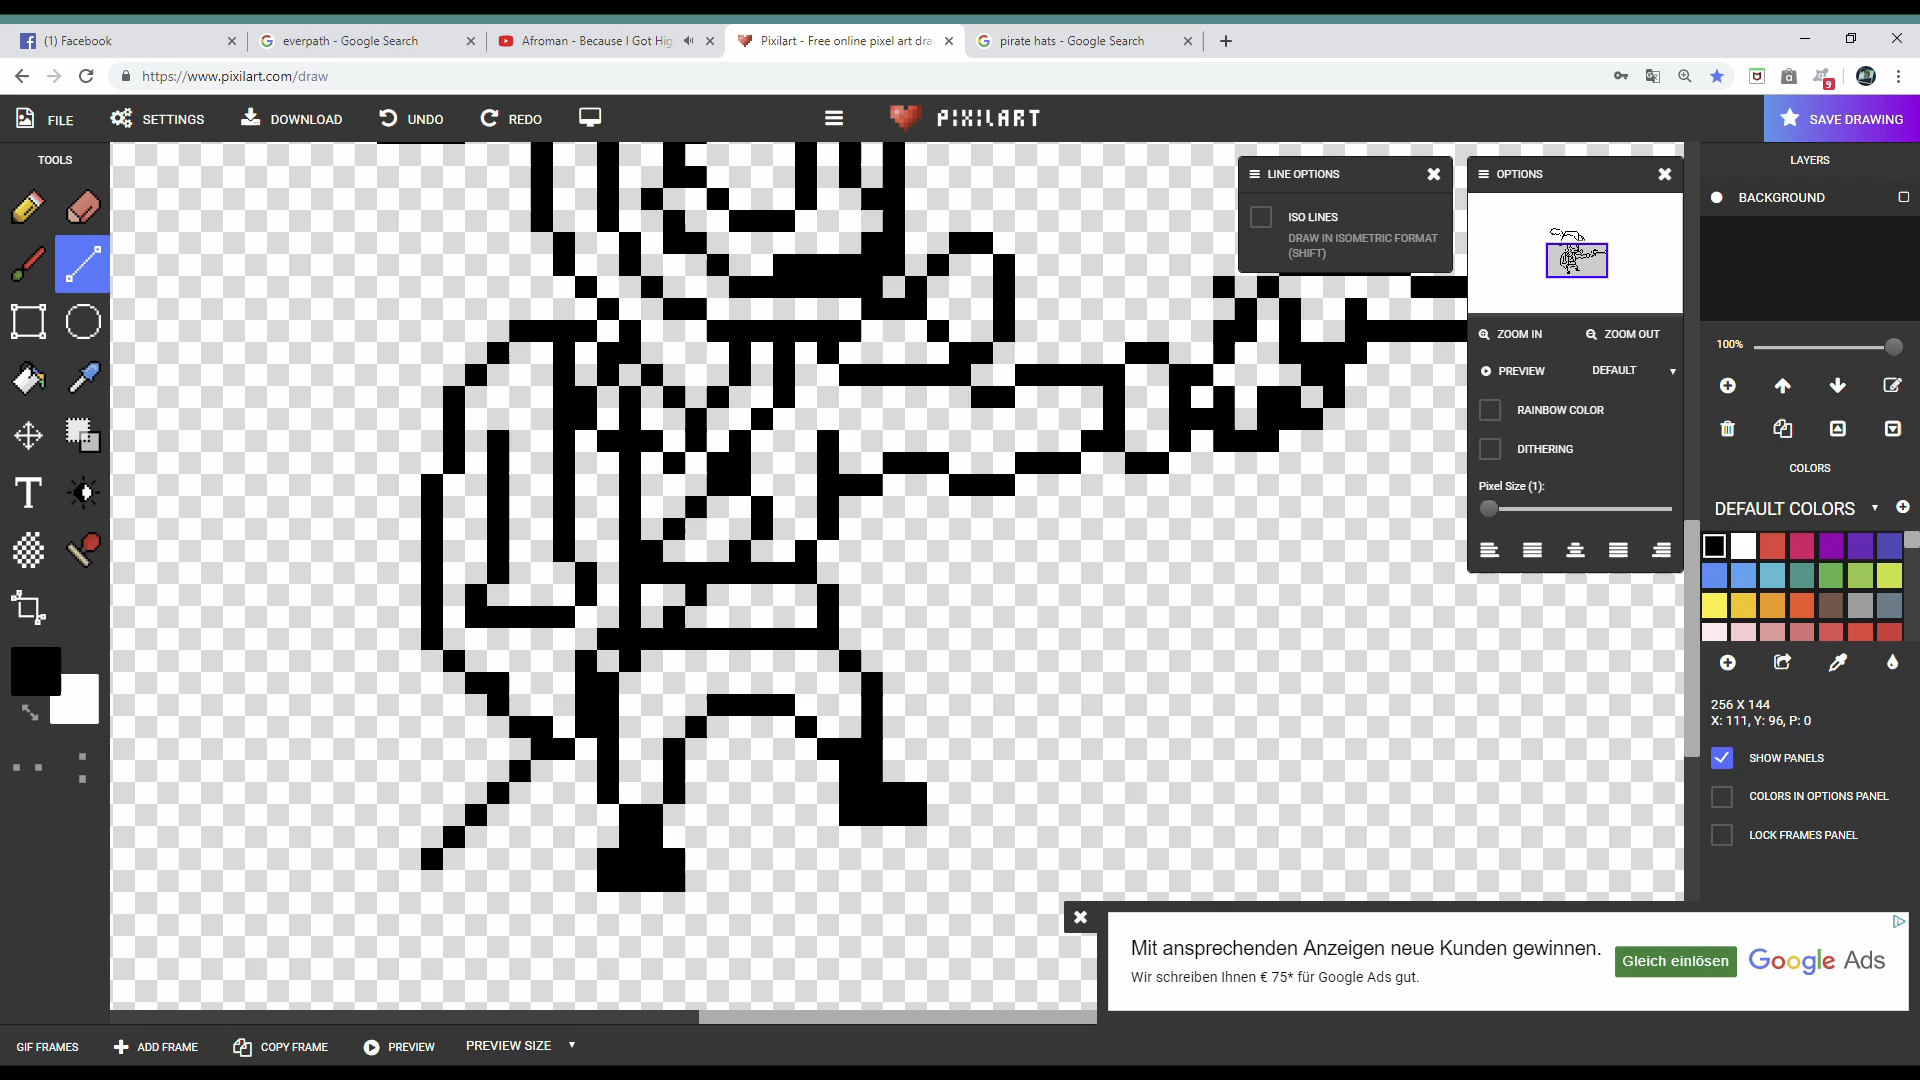 (1) Facebook
everpath - Google Search
Afroman - Because I Got Hig
Pixilart - Free online pixel art dra
pirate hats - Google Search
https://www.pixilart.com/draw
9
FILE
SETTINGS
DOWNLOAD
UNDO
REDO
PIXILART
SAVE DRAWING
TOOLS
LINE OPTIONS
ISO LINES
DRAW IN ISOMETRIC FORMAT
(SHIFT)
OPTIONS
ZOOM IN
ZOOM OUT
PREVIEW
DEFAULT
RAINBOW COLOR
DITHERING
Pixel Size (1):
LAYERS
BACKGROUND
100%
COLORS
DEFAULT COLORS
256 X 144
X: 111, Y: 96, P: 0
SHOW PANELS
COLORS IN OPTIONS PANEL
LOCK FRAMES PANEL
Mit ansprechenden Anzeigen neue Kunden gewinnen.
Wir schreiben Ihnen € 75* für Google Ads gut.
Gleich einlösen
Google Ads
GIF FRAMES
ADD FRAME
COPY FRAME
PREVIEW
PREVIEW SIZE